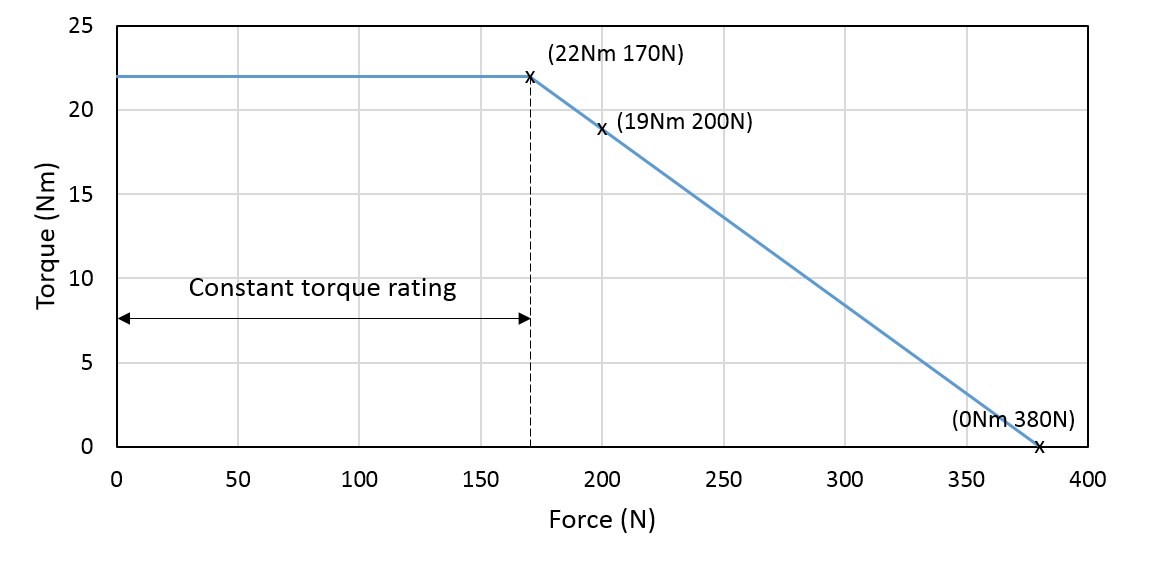 25
(22Nm 170N)
20
(19Nm 200N)
15
Torque (Nm)
10
Constant torque rating
5
(0Nm 380N)
0
0 50 100 150 200 250 300 350 400
Force (N)